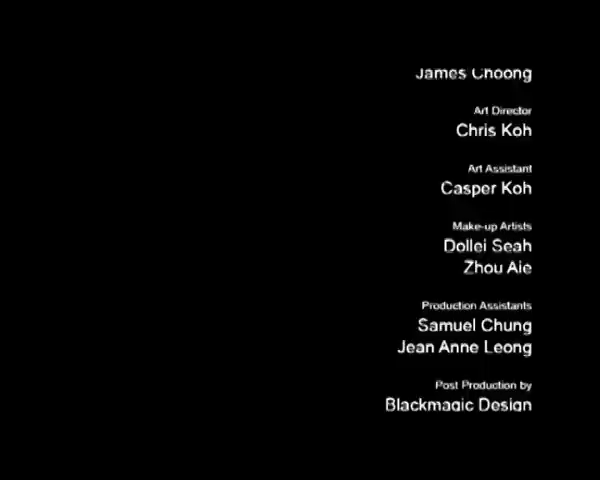 James Choong
Art Director
Chris Koh
Art Assistant
Casper Koh
Make-up Artists
Dollei Seah
Zhou Aie
Production Assistants
Samuel Chung
Jean Anne Leong
Post Production by
Blackmagic Design